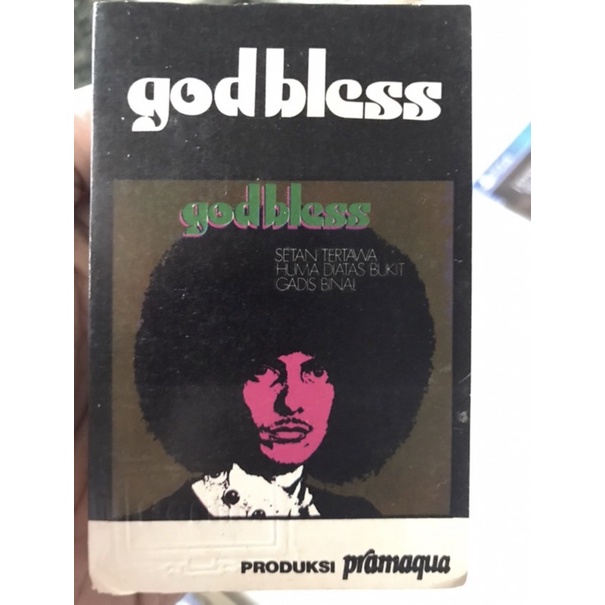 godbless
godbless
SETAN TERTAWA
HUMA DIATAS BUKIT
GADIS BINAL
PRODUKSI pramaqua